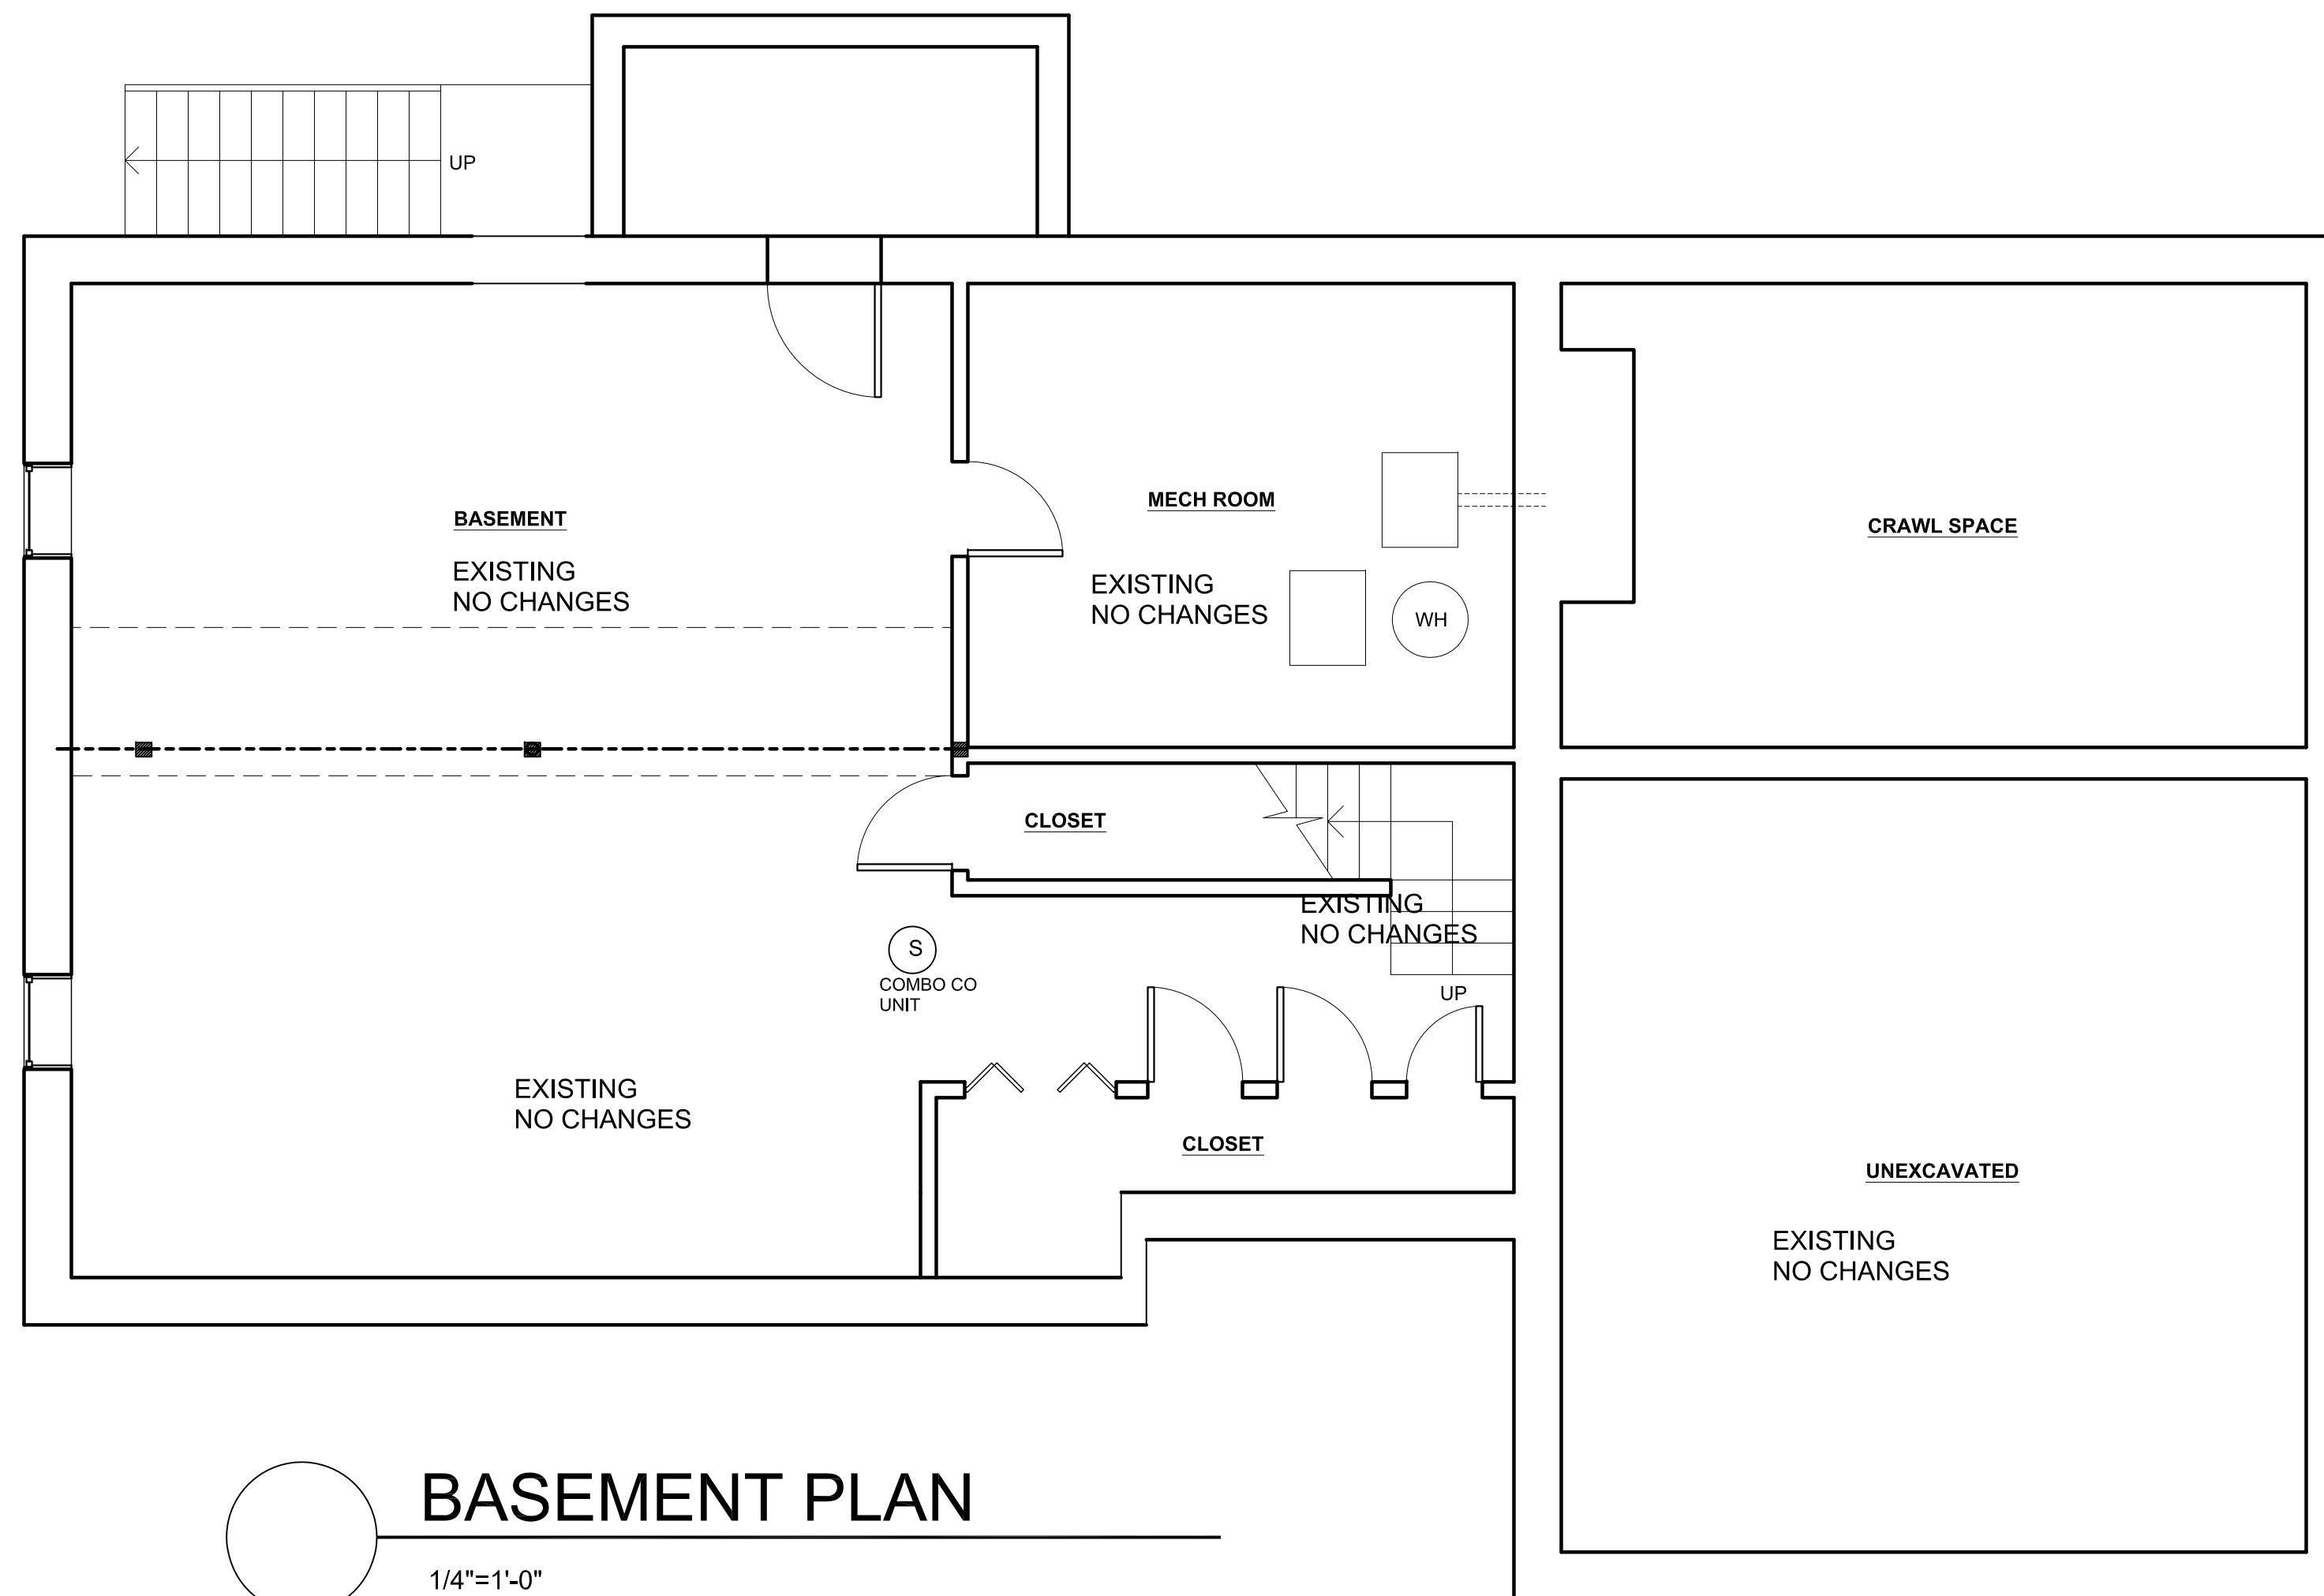 UP
BASEMENT
EXISTING
NO CHANGES
MECH ROOM
EXISTING
NO CHANGES
WH
CRAWL SPACE
CLOSET
EXISTING
NO CHANGES
UP
S
COMBO CO
UNIT
EXISTING
NO CHANGES
CLOSET
UNEXCAVATED
EXISTING
NO CHANGES
BASEMENT PLAN
1/4"=1'-0"